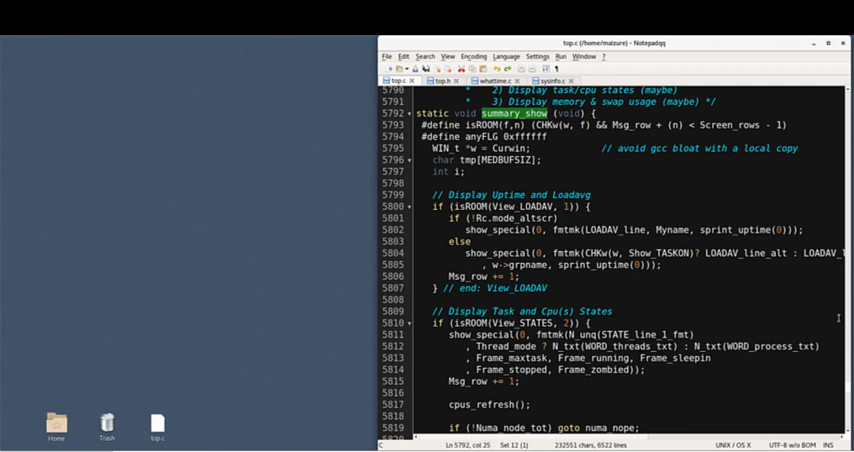 top.c (/home/maizure) - Notepadqq
File Edit Search View Encoding Language Settings Run Window ?
top.c top.h whattime.c sysinfo.c
5790 * 2) Display task/cpu states (maybe)
5791 * 3) Display memory & swap usage (maybe) */
5792 static void summary_show (void) {
5793 #define isROOM(f,n) (CHKw(w, f) && Msg_row + (n) < Screen_rows - 1)
5794 #define anyFLG 0xffffff
5795 WIN_t *w = Curwin; // avoid gcc bloat with a local copy
5796 char tmp[MEDBUFSIZ];
5797 int i;
5798
5799 // Display Uptime and Loadavg
5800 if (isROOM(View_LOADAV, 1)) {
5801 if (!Rc.mode_altscr)
5802 show_special(0, fmtmk(LOADAV_line, Myname, sprint_uptime(0)));
5803 else
5804 show_special(0, fmtmk(CHKw(w, Show_TASKON)? LOADAV_line_alt : LOADAV_l
5805 , w->grpname, sprint_uptime(0)));
5806 Msg_row += 1;
5807 } // end: View_LOADAV
5808
5809 // Display Task and Cpu(s) States
5810 if (isROOM(View_STATES, 2)) {
5811 show_special(0, fmtmk(N_unq(STATE_line_1_fmt)
5812 , Thread_mode ? N_txt(WORD_threads_txt) : N_txt(WORD_process_txt)
5813 , Frame_maxtask, Frame_running, Frame_sleepin
5814 , Frame_stopped, Frame_zombied));
5815 Msg_row += 1;
5816
5817 cpus_refresh();
5818
5819 if (!Numa_node_tot) goto numa_nope;
5820
Home Trash top.c
C Ln 5792, col 25 Sel 12 (1) 232551 chars, 6522 lines UNIX / OS X UTF-8 w/o BOM INS